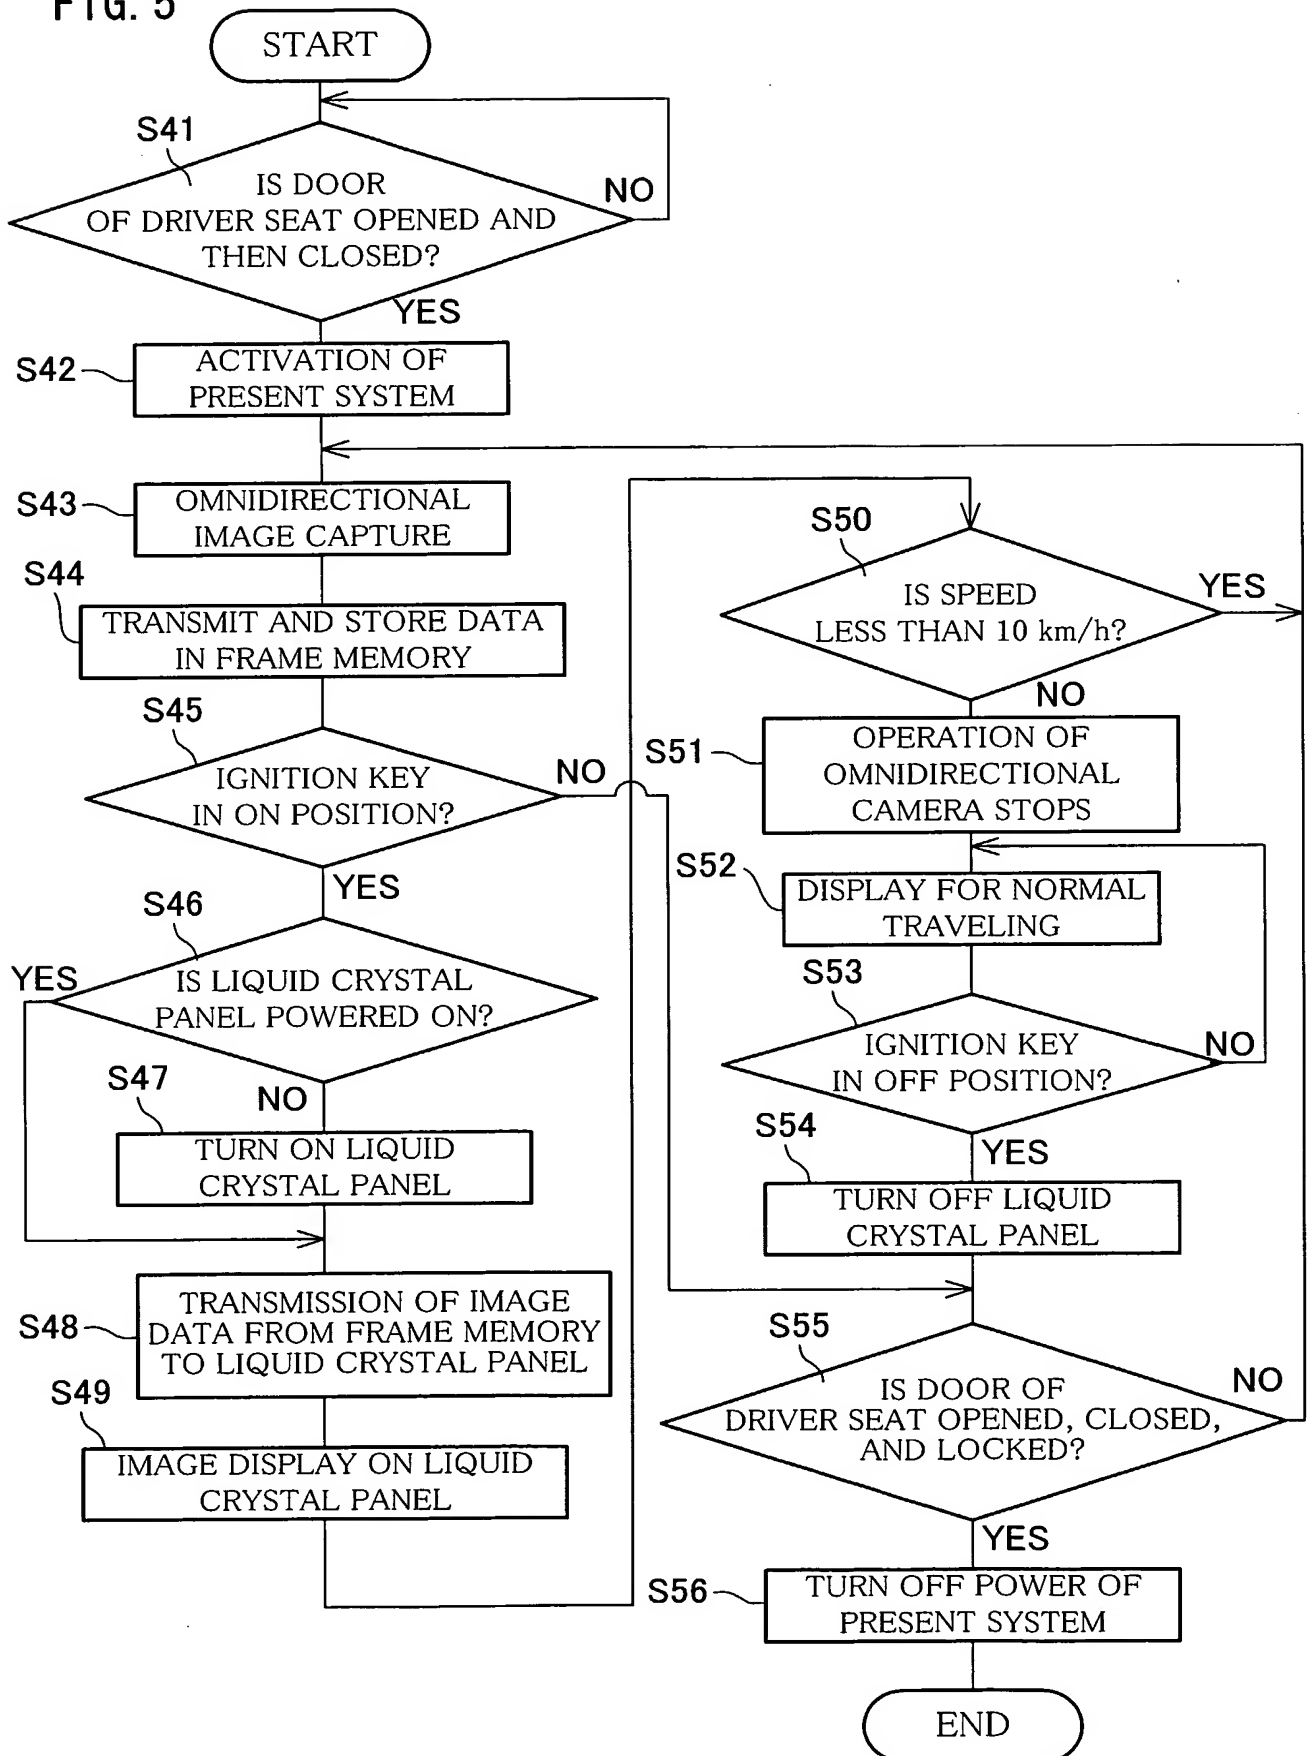 FIG. 5
START
S41
IS DOOR
OF DRIVER SEAT OPENED AND
THEN CLOSED?
NO
YES
S42
ACTIVATION OF
PRESENT SYSTEM
S43
OMNIDIRECTIONAL
IMAGE CAPTURE
S44
TRANSMIT AND STORE DATA
IN FRAME MEMORY
S45
IGNITION KEY
IN ON POSITION?
NO
YES
S46
IS LIQUID CRYSTAL
PANEL POWERED ON?
YES
NO
S47
TURN ON LIQUID
CRYSTAL PANEL
S48
TRANSMISSION OF IMAGE
DATA FROM FRAME MEMORY
TO LIQUID CRYSTAL PANEL
S49
IMAGE DISPLAY ON LIQUID
CRYSTAL PANEL
S50
IS SPEED
LESS THAN 10 km/h?
YES
NO
S51
OPERATION OF
OMNIDIRECTIONAL
CAMERA STOPS
S52
DISPLAY FOR NORMAL
TRAVELING
S53
IGNITION KEY
IN OFF POSITION?
NO
YES
S54
TURN OFF LIQUID
CRYSTAL PANEL
S55
IS DOOR OF
DRIVER SEAT OPENED, CLOSED,
AND LOCKED?
NO
YES
S56
TURN OFF POWER OF
PRESENT SYSTEM
END